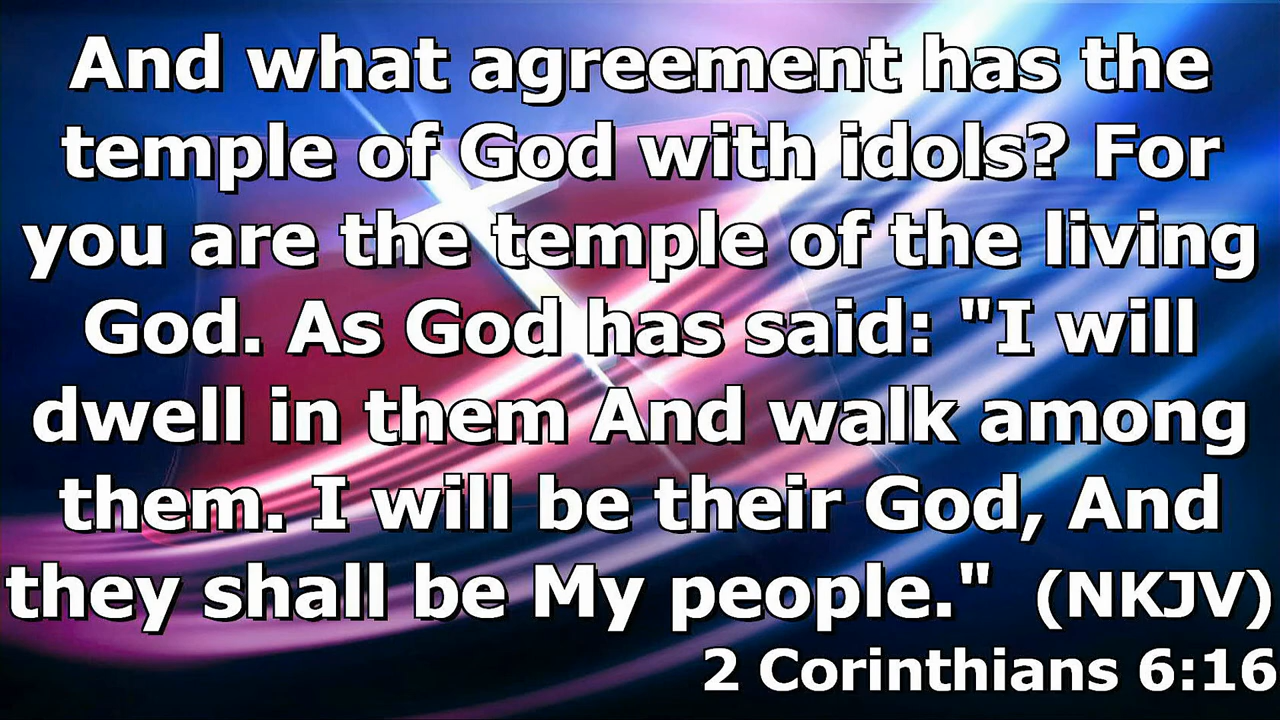 And what agreement has the
temple of God with idols? For
you are the temple of the living
God. As God has said: "I will
dwell in them And walk among
them. I will be their God, And
they shall be My people." (NKJV)
2 Corinthians 6:16